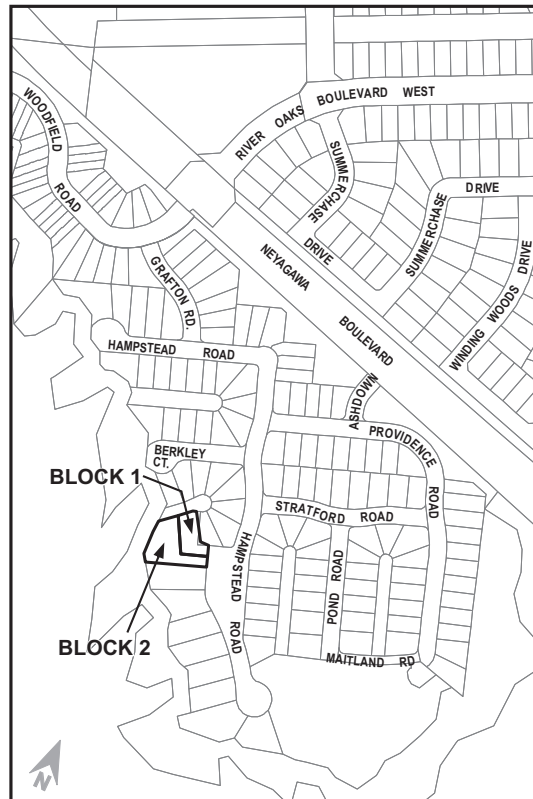 WOODFIELD
ROAD
RIVER OAKS BOULEVARD WEST
SUMMERCHASE
DRIVE
SUMMERCHASE
DRIVE
WINDING WOODS DRIVE
NEYAGAWA
BOULEVARD
GRAFTON RD.
HAMPSTEAD ROAD
ASHDOWN
PROVIDENCE
ROAD
BERKLEY
CT.
BLOCK 1
STRATFORD ROAD
HAMPSTEAD
ROAD
POND ROAD
BLOCK 2
MAITLAND RD
N